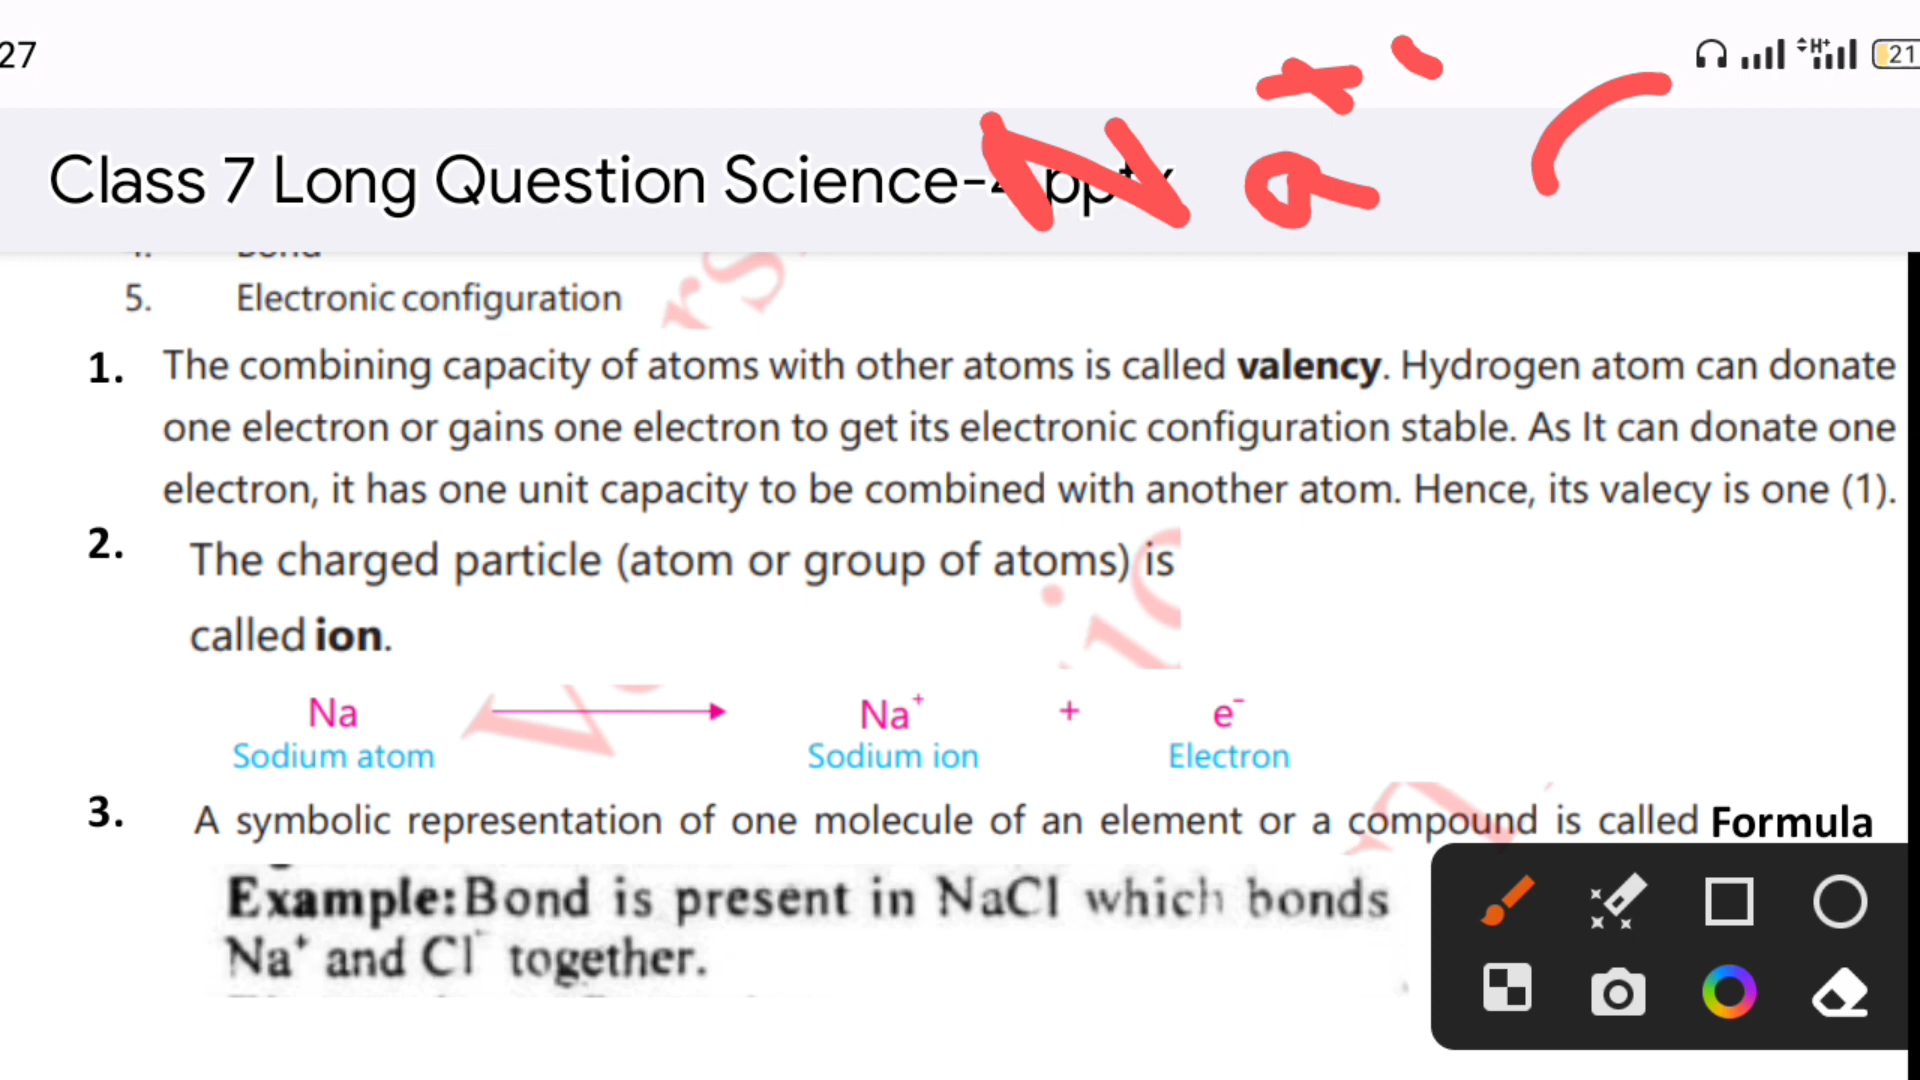 27
21
Class 7 Long Question Science-
Na+
5. Electronic configuration
1. The combining capacity of atoms with other atoms is called valency. Hydrogen atom can donate
one electron or gains one electron to get its electronic configuration stable. As It can donate one
electron, it has one unit capacity to be combined with another atom. Hence, its valecy is one (1).
2. The charged particle (atom or group of atoms) is
called ion.
Na Na⁺ + e⁻
Sodium atom Sodium ion Electron
3. A symbolic representation of one molecule of an element or a compound is called Formula
Example: Bond is present in NaCl which bonds
Na⁺ and Cl⁻ together.